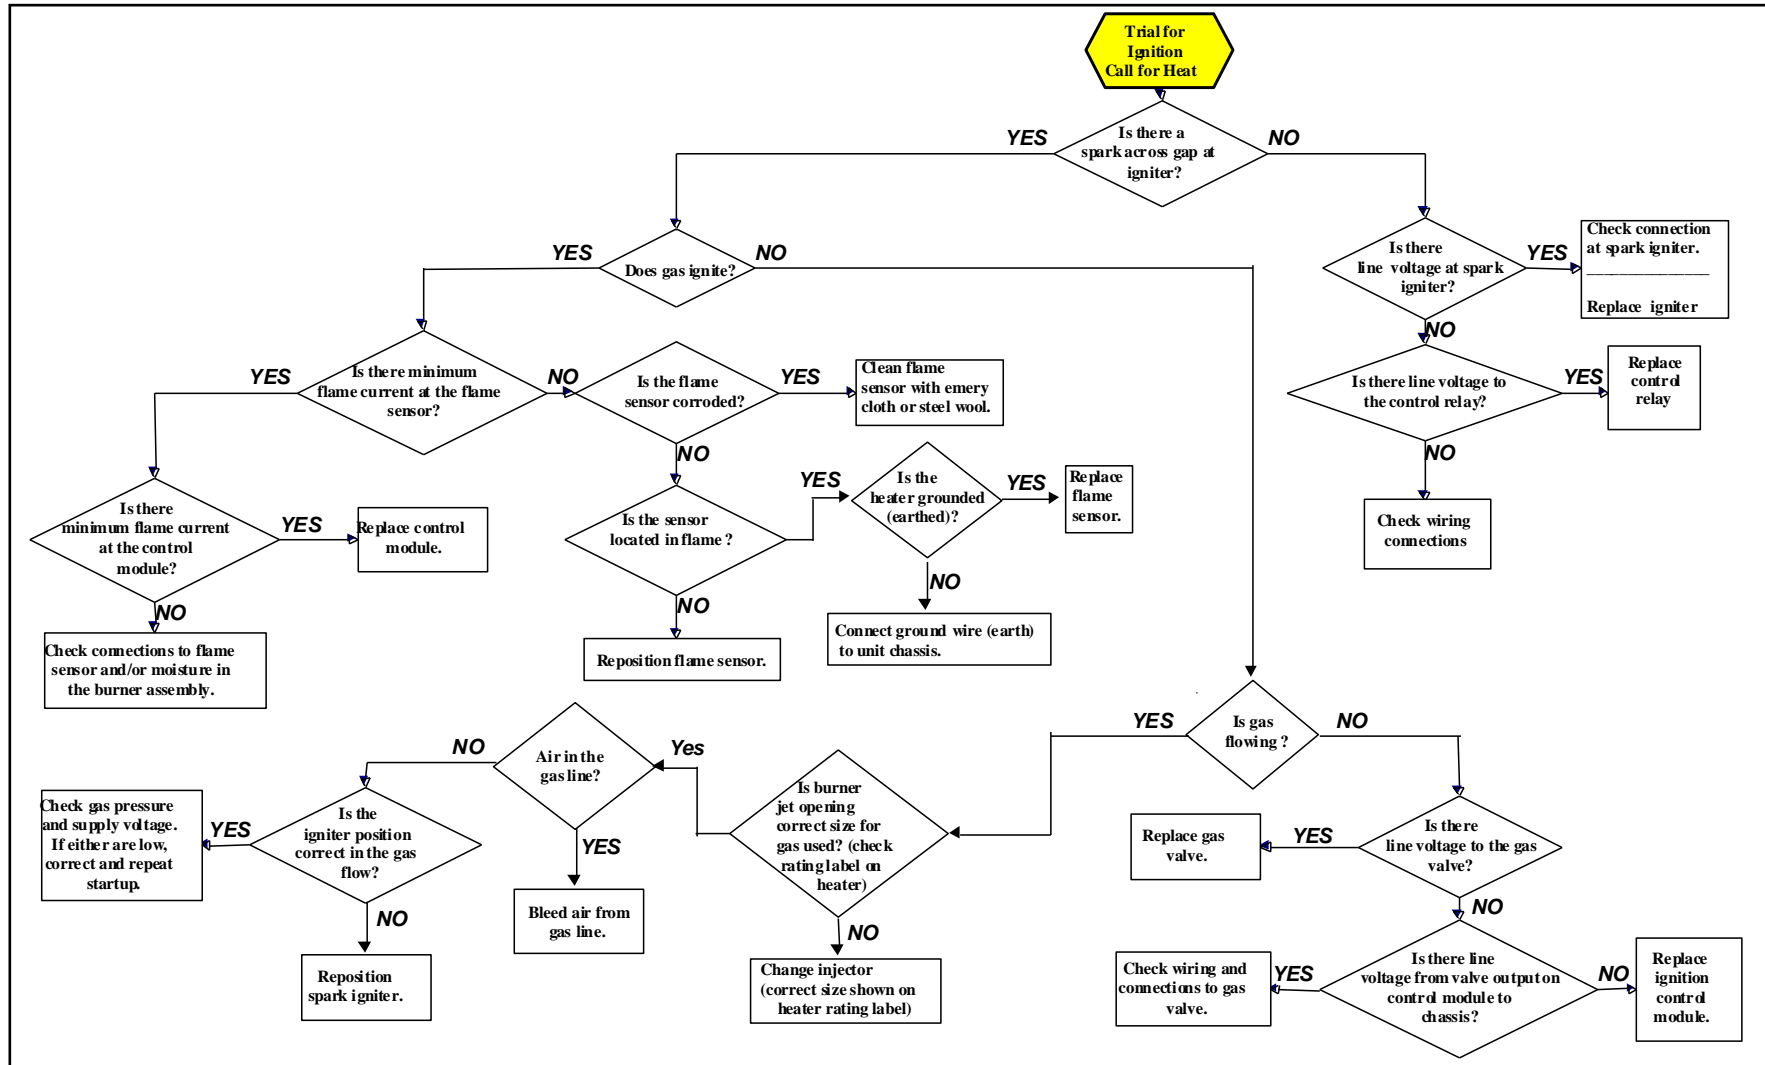 Trial for
Ignition
Call for Heat
Is there a
spark across gap at
igniter?
YES
NO
Does gas ignite?
YES
NO
Is there
line voltage at spark
igniter?
YES
Check connection
at spark igniter.
_______________
Replace igniter
NO
Is there line voltage to
the control relay?
YES
Replace
control
relay
NO
Check wiring
connections
Is there minimum
flame current at the flame
sensor?
YES
NO
Is the flame
sensor corroded?
YES
Clean flame
sensor with emery
cloth or steel wool.
NO
Is there
minimum flame current
at the control
module?
YES
Replace control
module.
NO
Check connections to flame
sensor and/or moisture in
the burner assembly.
Is the sensor
located in flame ?
YES
Is the
heater grounded
(earthed)?
YES
Replace
flame
sensor.
NO
Connect ground wire (earth)
to unit chassis.
NO
Reposition flame sensor.
Is gas
flowing ?
YES
NO
Is burner
jet opening
correct size for
gas used? (check
rating label on
heater)
Yes
Air in the
gas line?
NO
Is the
igniter position
correct in the gas
flow?
YES
Check gas pressure
and supply voltage.
If either are low,
correct and repeat
startup.
NO
Reposition
spark igniter.
YES
Bleed air from
gas line.
NO
Change injector
(correct size shown on
heater rating label)
Is there
line voltage to the gas
valve?
YES
Replace gas
valve.
NO
Is there line
voltage from valve output on
control module to
chassis?
YES
Check wiring and
connections to gas
valve.
NO
Replace
ignition
control
module.